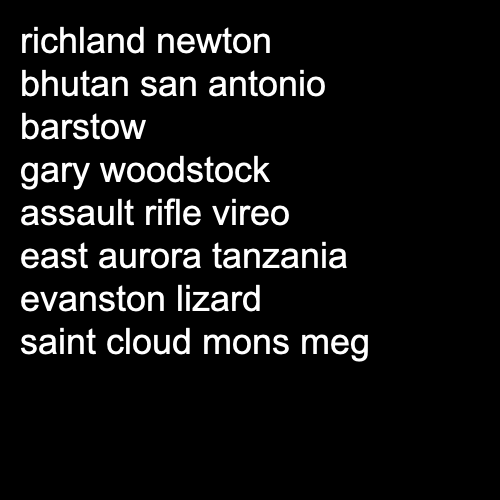 richland newton
bhutan san antonio
barstow
gary woodstock
assault rifle vireo
east aurora tanzania
evanston lizard
saint cloud mons meg